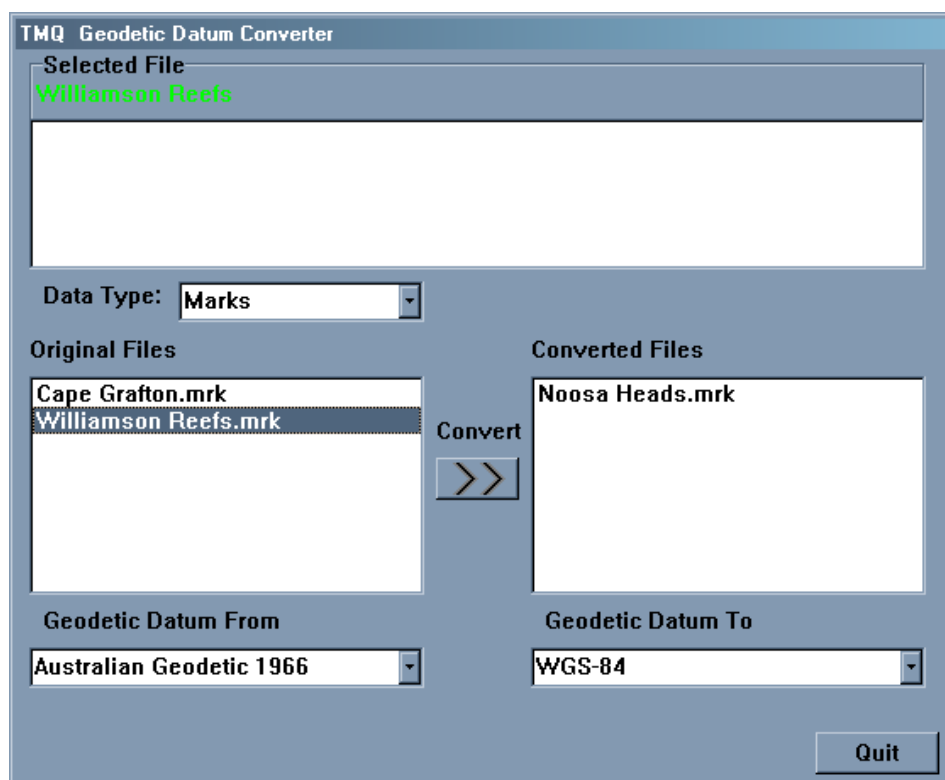 TMQ Geodetic Datum Converter
Selected File
Williamson Reefs
Data Type: Marks
Original Files
Converted Files
Cape Grafton.mrk
Williamson Reefs.mrk
Noosa Heads.mrk
Convert
>>
Geodetic Datum From
Geodetic Datum To
Australian Geodetic 1966
WGS-84
Quit